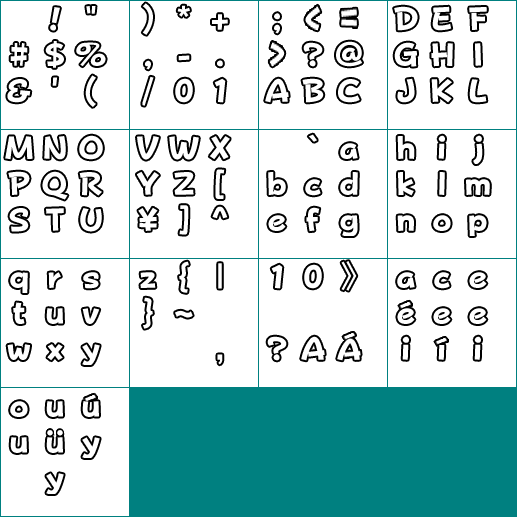 ! "
# $ %
& ' (
) * +
, - .
/ 0 1
; < =
> ? @
A B C
D E F
G H I
J K L
M N O
P Q R
S T U
V W X
Y Z [
¥ ] ^
` a
b c d
e f g
h i j
k l m
n o p
q r s
t u v
w x y
z { |
} ~
,
1 0 》
? A Á
a c e
é e e
i í i
o u ú
u ü y
y